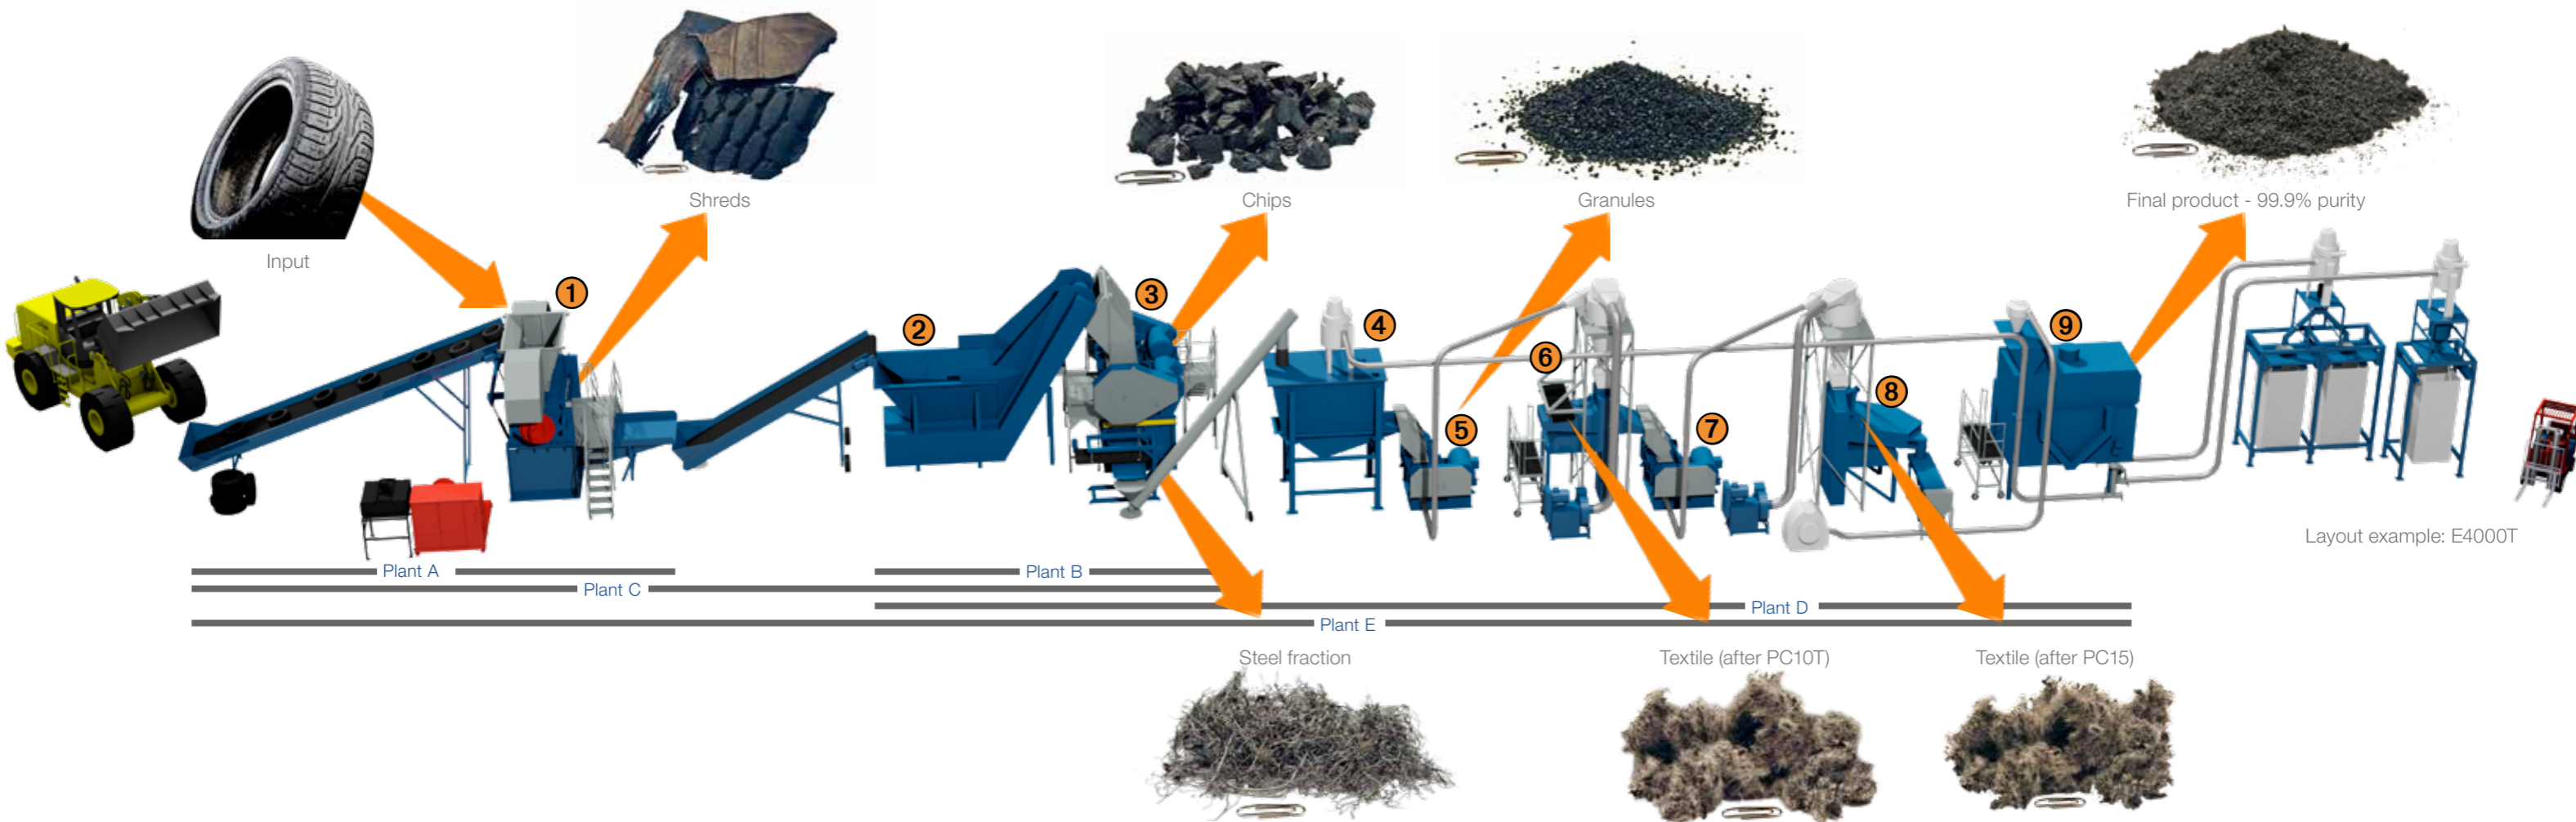 Shreds
Chips
Granules
Final product - 99.9% purity
Input
1
2
3
4
5
6
7
8
9
Layout example: E4000T
Plant A
Plant B
Plant C
Plant D
Plant E
Steel fraction
Textile (after PC10T)
Textile (after PC15)